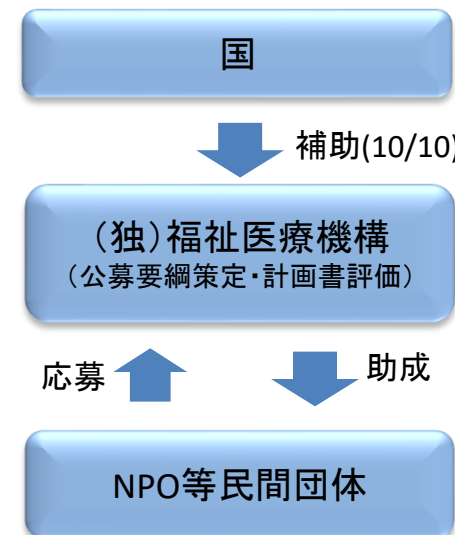 国
補助(10/10)
（独）福祉医療機構
（公募要綱策定・計画書評価）
応募
助成
NPO等民間団体